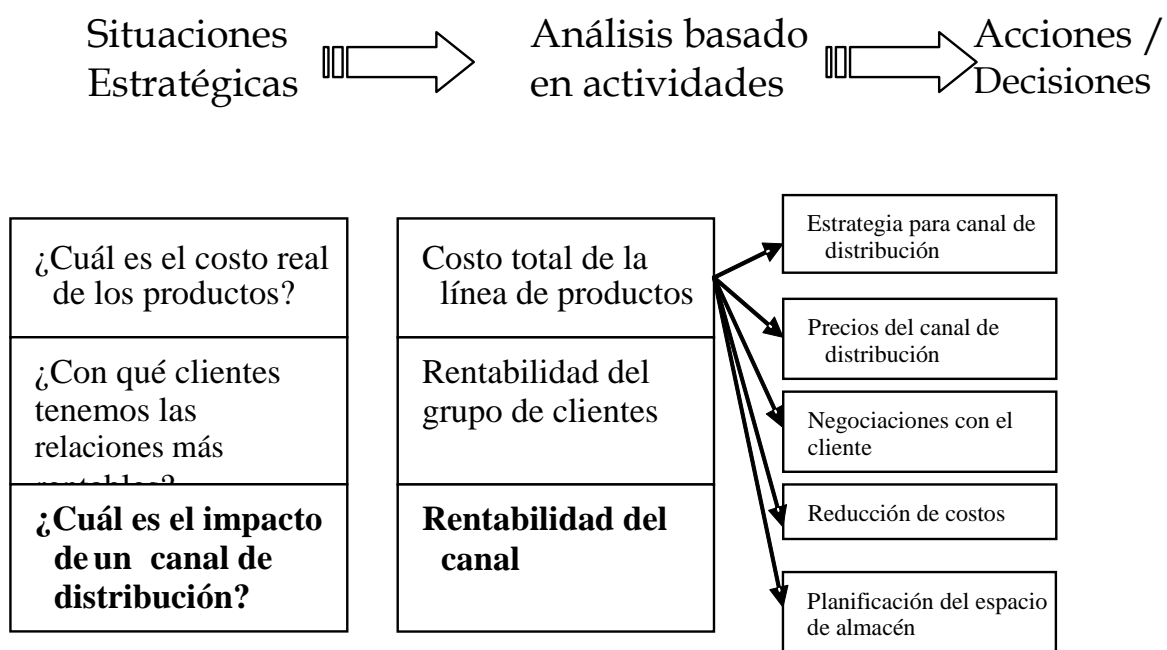 Situaciones
Estratégicas
Análisis basado
en actividades
Acciones /
Decisiones
¿Cuál es el costo real
de los productos?
¿Con qué clientes
tenemos las
relaciones más
¿Cuál es el impacto
de un canal de
distribución?
Costo total de la
línea de productos
Rentabilidad del
grupo de clientes
Rentabilidad del
canal
Estrategia para canal de
distribución
Precios del canal de
distribución
Negociaciones con el
cliente
Reducción de costos
Planificación del espacio
de almacén